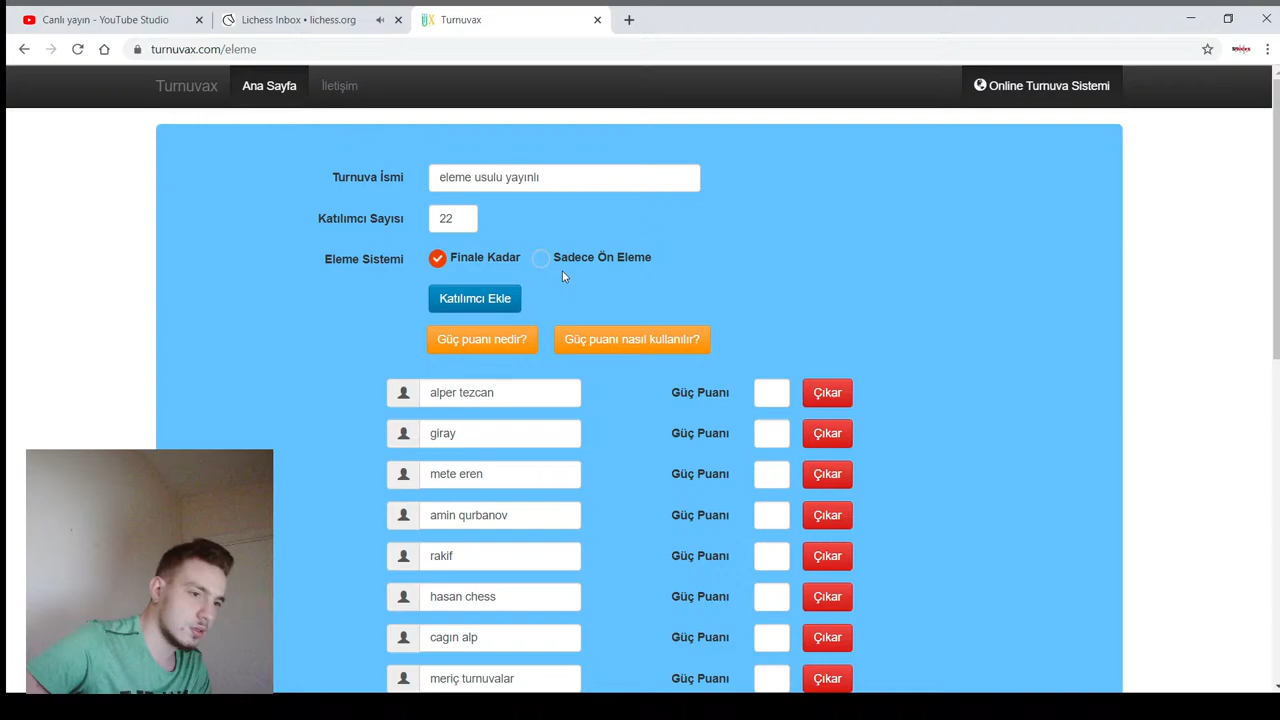 Canlı yayın - YouTube Studio
Lichess Inbox • lichess.org
Turnuvax
turnuvax.com/eleme
Turnuvax Ana Sayfa İletişim Online Turnuva Sistemi
Turnuva İsmi eleme usulu yayınlı
Katılımcı Sayısı 22
Eleme Sistemi Finale Kadar Sadece Ön Eleme
Katılımcı Ekle
Güç puanı nedir? Güç puanı nasıl kullanılır?
alper tezcan Güç Puanı Çıkar
giray Güç Puanı Çıkar
mete eren Güç Puanı Çıkar
amin qurbanov Güç Puanı Çıkar
rakif Güç Puanı Çıkar
hasan chess Güç Puanı Çıkar
cagın alp Güç Puanı Çıkar
meriç turnuvalar Güç Puanı Çıkar